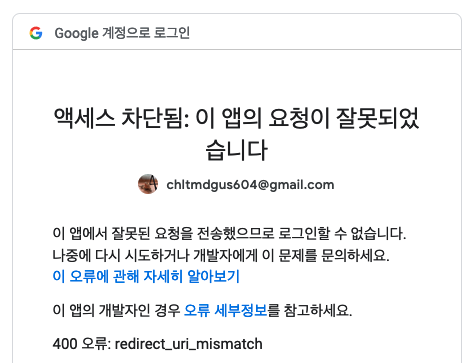 Google 계정으로 로그인
액세스 차단됨: 이 앱의 요청이 잘못되었
습니다
chltmdgus604@gmail.com
이 앱에서 잘못된 요청을 전송했으므로 로그인할 수 없습니다.
나중에 다시 시도하거나 개발자에게 이 문제를 문의하세요.
이 오류에 관해 자세히 알아보기
이 앱의 개발자인 경우 오류 세부정보를 참고하세요.
400 오류: redirect_uri_mismatch